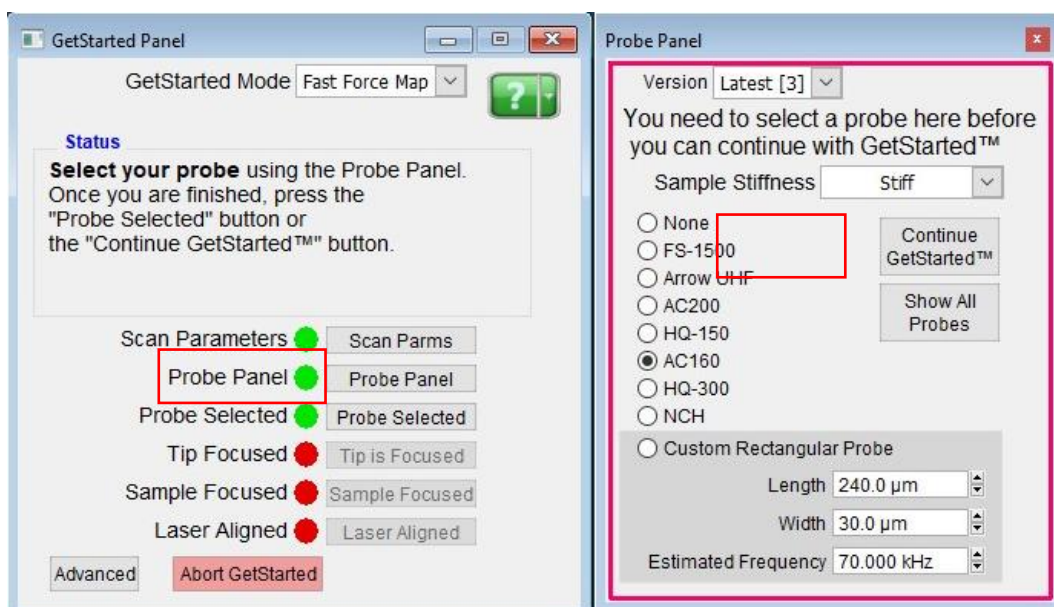 GetStarted Panel
GetStarted Mode Fast Force Map
?
Status
Select your probe using the Probe Panel.
Once you are finished, press the
"Probe Selected" button or
the "Continue GetStarted™" button.
Scan Parameters Scan Parms
Probe Panel Probe Panel
Probe Selected Probe Selected
Tip Focused Tip is Focused
Sample Focused Sample Focused
Laser Aligned Laser Aligned
Advanced Abort GetStarted
Probe Panel x
Version Latest [3]
You need to select a probe here before
you can continue with GetStarted™
Sample Stiffness Stiff
None
FS-1500
Arrow UHF
AC200
HQ-150
AC160
HQ-300
NCH
Continue
GetStarted™
Show All
Probes
Custom Rectangular Probe
Length 240.0 µm
Width 30.0 µm
Estimated Frequency 70.000 kHz